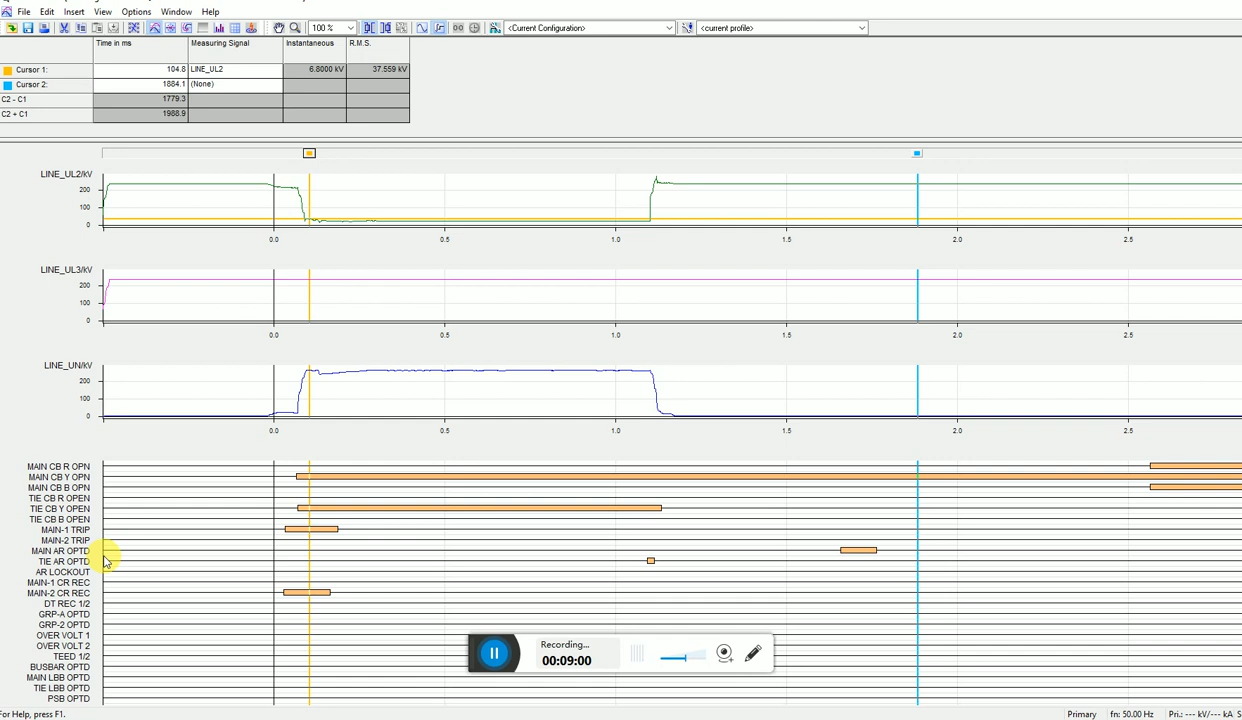 File Edit Insert View Options Window Help
100 % <Current Configuration> <current profile>
Time in ms Measuring Signal Instantaneous R.M.S.
Cursor 1: 104.8 LINE_UL2 6.8000 kV 37.559 kV
Cursor 2: 1884.1 (None)
C2 - C1 1779.3
C2 + C1 1988.9
LINE_UL2/kV
200
100
0
0.0 0.5 1.0 1.5 2.0 2.5
LINE_UL3/kV
200
100
0
0.0 0.5 1.0 1.5 2.0 2.5
LINE_UN/kV
200
100
0
0.0 0.5 1.0 1.5 2.0 2.5
MAIN CB R OPN
MAIN CB Y OPN
MAIN CB B OPN
TIE CB R OPEN
TIE CB Y OPEN
TIE CB B OPEN
MAIN-1 TRIP
MAIN-2 TRIP
MAIN AR OPTD
TIE AR OPTD
AR LOCKOUT
MAIN-1 CR REC
MAIN-2 CR REC
DT REC 1/2
GRP-A OPTD
GRP-2 OPTD
OVER VOLT 1
OVER VOLT 2
TEED 1/2
BUSBAR OPTD
MAIN LBB OPTD
TIE LBB OPTD
PSB OPTD
Recording...
00:09:00
For Help, press F1. Primary fn: 50.00 Hz Pri.: --- kV/--- kA S